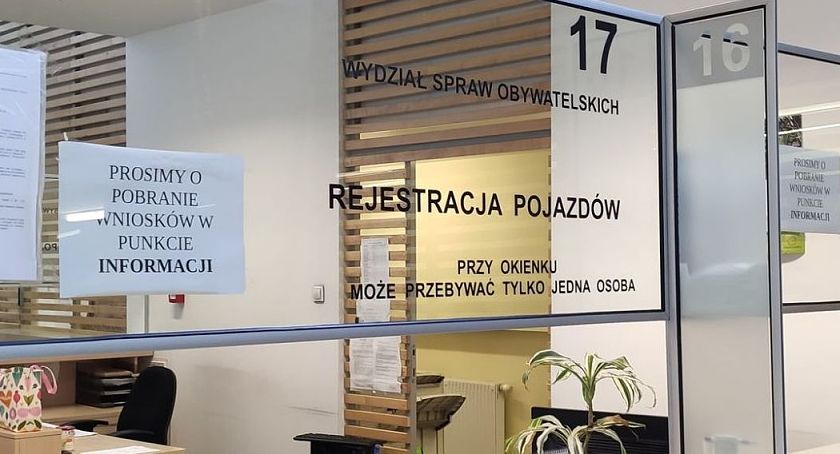 17
16
WYDZIAŁ SPRAW OBYWATELSKICH
REJESTRACJA POJAZDÓW
PRZY OKIENKU
MOŻE PRZEBYWAĆ TYLKO JEDNA OSOBA
PROSIMY O
POBRANIE
WNIOSKÓW W
PUNKCIE
INFORMACJI
PROSIMY O
POBRANIE
WNIOSKÓW W
PUNKCIE
INFORMACJI